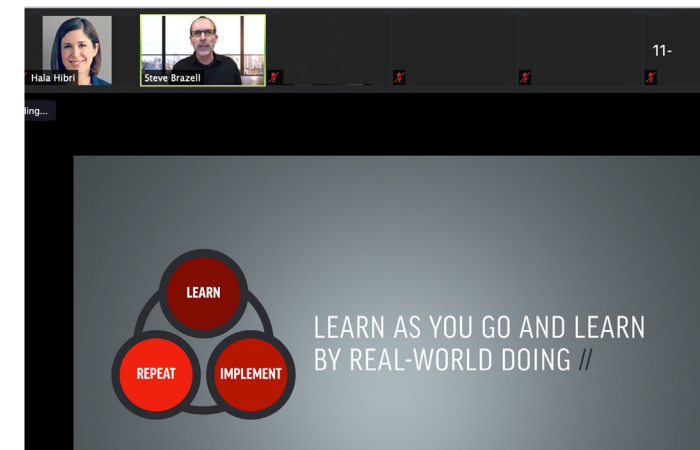 11-
Hala Hibri
Steve Brazell
ding...
LEARN
LEARN AS YOU GO AND LEARN
BY REAL-WORLD DOING //
REPEAT
IMPLEMENT